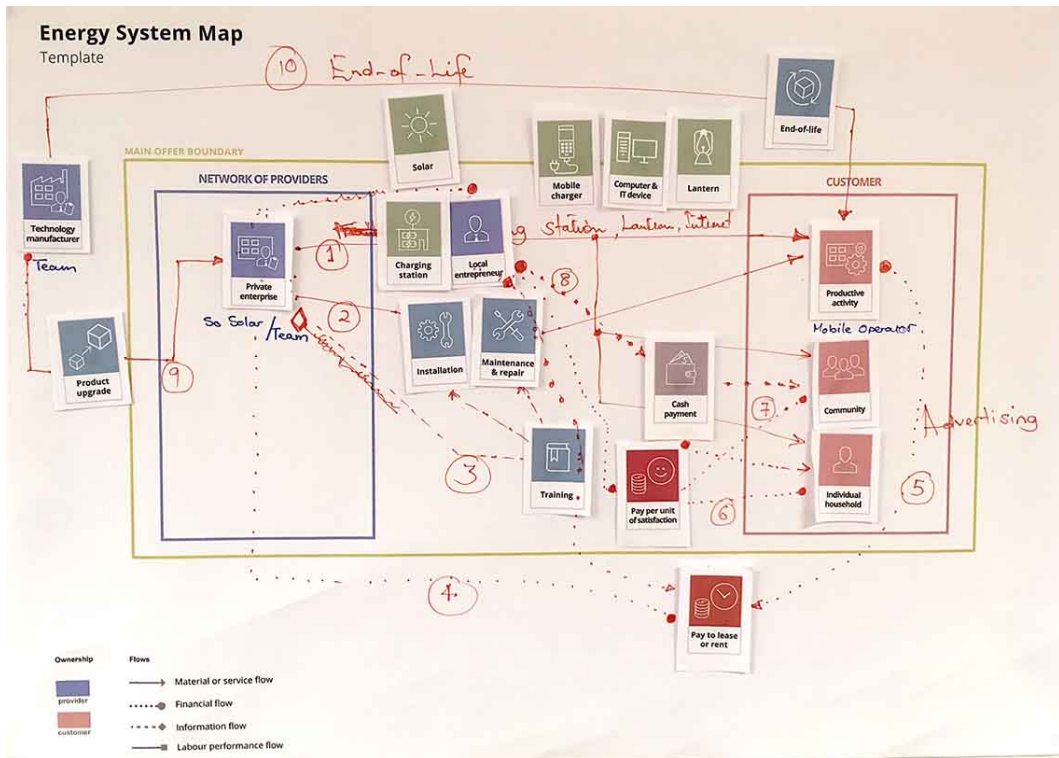 Energy System Map
Template
10 End-of-Life
End-of-life
Solar
Mobile
charger
Computer &
IT device
Lantern
MAIN OFFER BOUNDARY
NETWORK OF PROVIDERS
CUSTOMER
Technology
manufacturer
Team
Private
enterprise
So Solar / Team
Charging
station
Local
entrepreneur
station, Lantern, Internet
1
2
8
Productive
activity
Mobile Operator
Product
upgrade
9
Installation
Maintenance
& repair
Cash
payment
7
Community
Advertising
3
Training
Pay per unit
of satisfaction
6
Individual
household
5
4
Pay to lease
or rent
Ownership
provider
customer
Flows
Material or service flow
Financial flow
Information flow
Labour performance flow